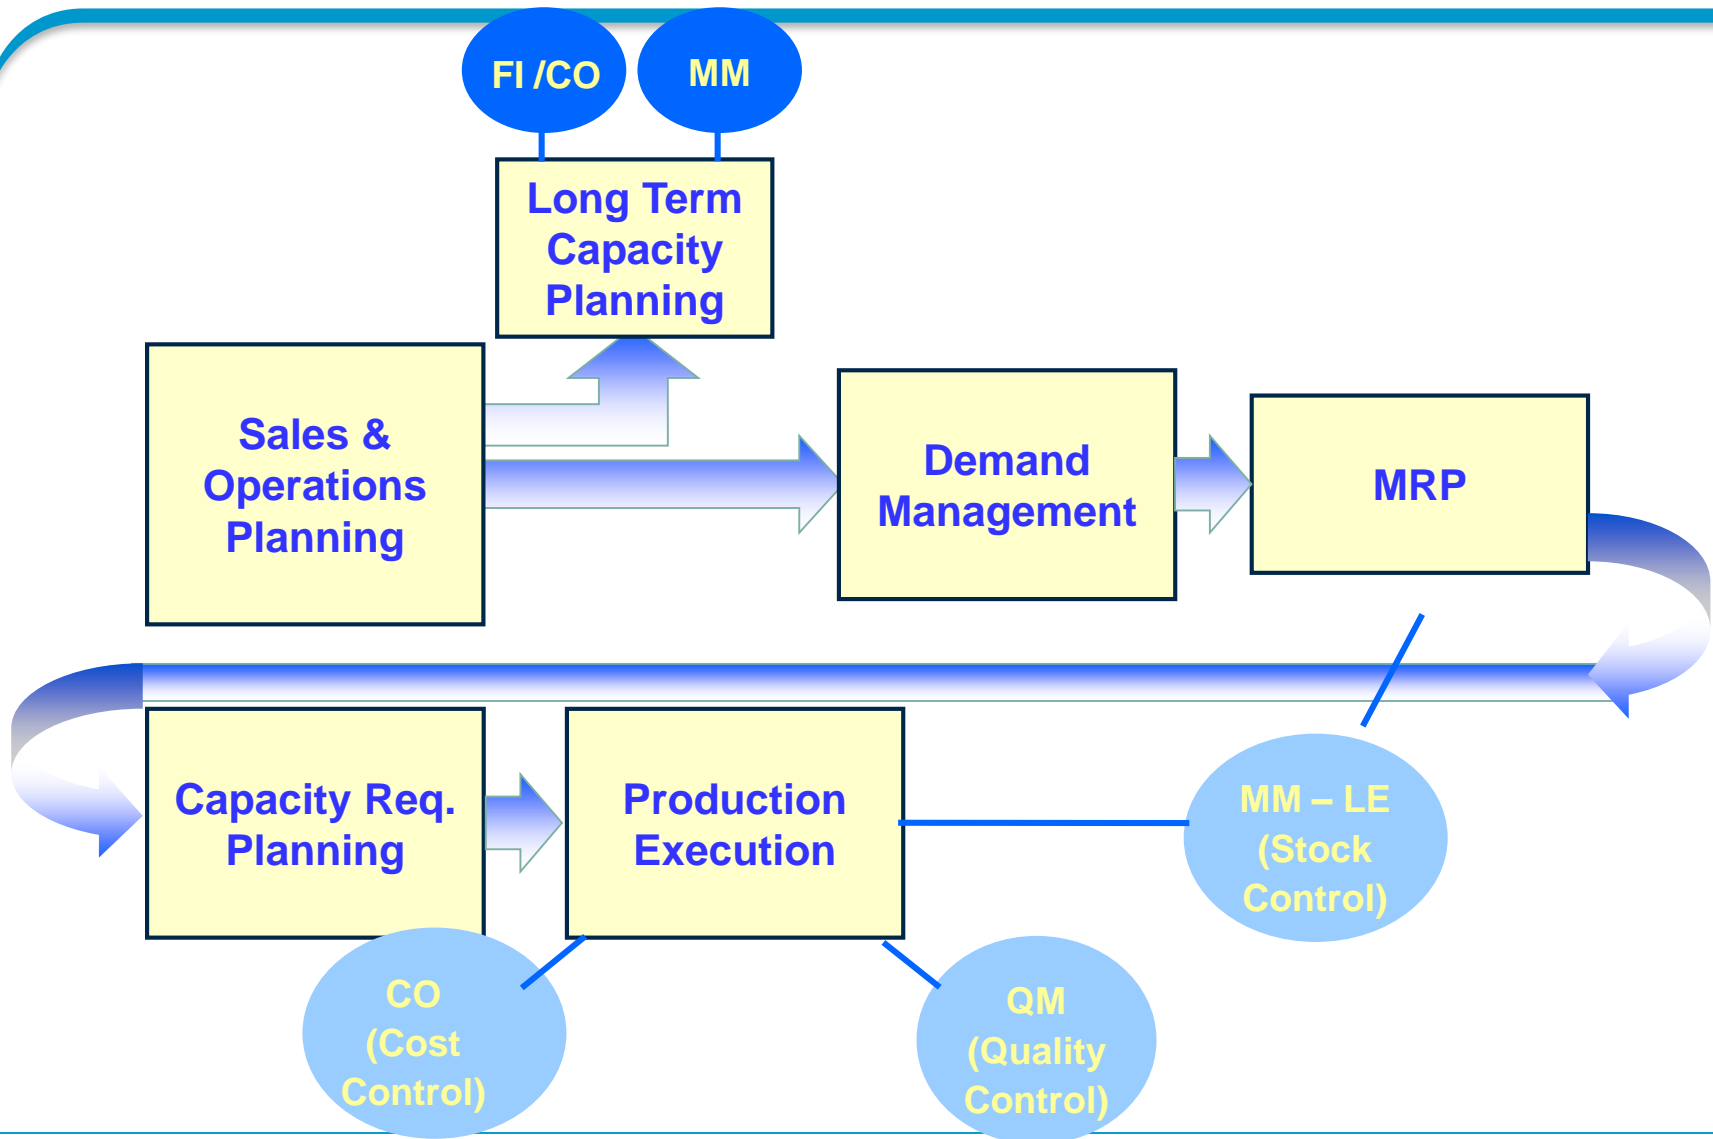 FI /CO
MM
Long Term
Capacity
Planning
Sales &
Operations
Planning
Demand
Management
MRP
Capacity Req.
Planning
Production
Execution
MM – LE
(Stock
Control)
CO
(Cost
Control)
QM
(Quality
Control)